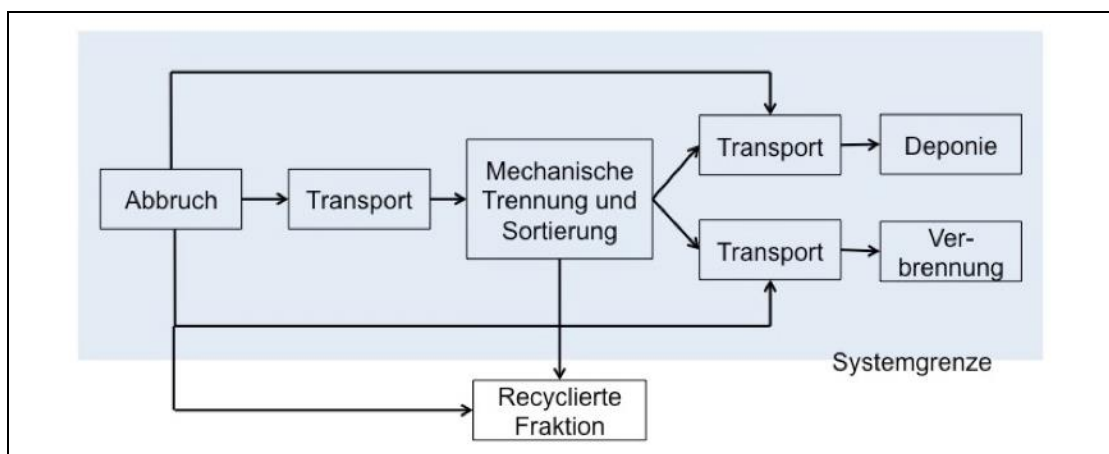 Abbruch
Transport
Mechanische
Trennung und
Sortierung
Transport
Deponie
Transport
Ver-
brennung
Systemgrenze
Recyclierte
Fraktion